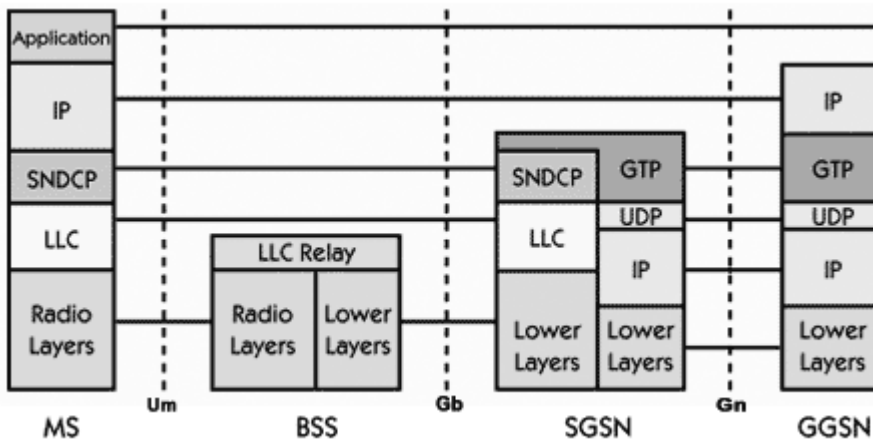 Application
IP
SNDCP
LLC
Radio
Layers
MS
Um
LLC Relay
Radio
Layers
Lower
Layers
BSS
Gb
SNDCP
GTP
LLC
UDP
IP
Lower
Layers
Lower
Layers
SGSN
Gn
IP
GTP
UDP
IP
Lower
Layers
GGSN